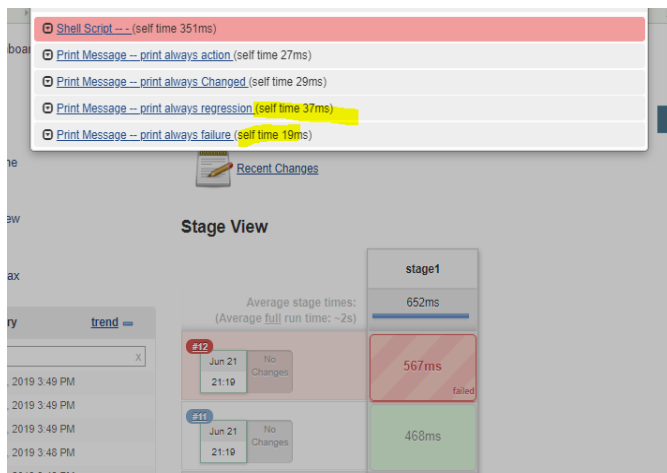 Shell Script -- - (self time 351ms)
Print Message -- print always action (self time 27ms)
Print Message -- print always Changed (self time 29ms)
Print Message -- print always regression (self time 37ms)
Print Message -- print always failure (self time 19ms)
Recent Changes
Stage View
stage1
Average stage times:
652ms
(Average full run time: ~2s)
trend
x
#12
Jun 21
21:19
No
Changes
567ms
failed
, 2019 3:49 PM
, 2019 3:49 PM
, 2019 3:49 PM
, 2019 3:48 PM
#11
Jun 21
21:19
No
Changes
468ms